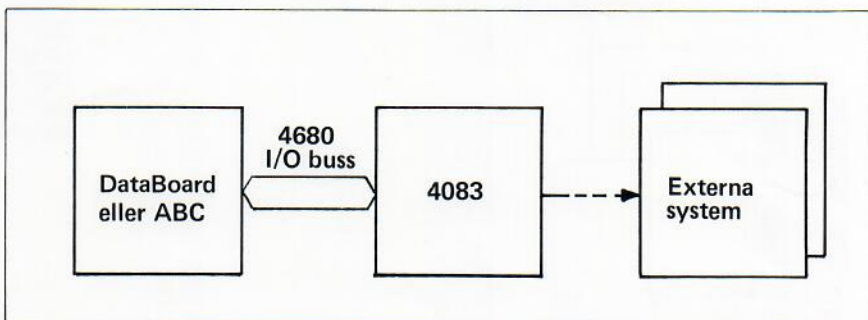 4680
I/O buss
DataBoard
eller ABC
4083
Externa
system